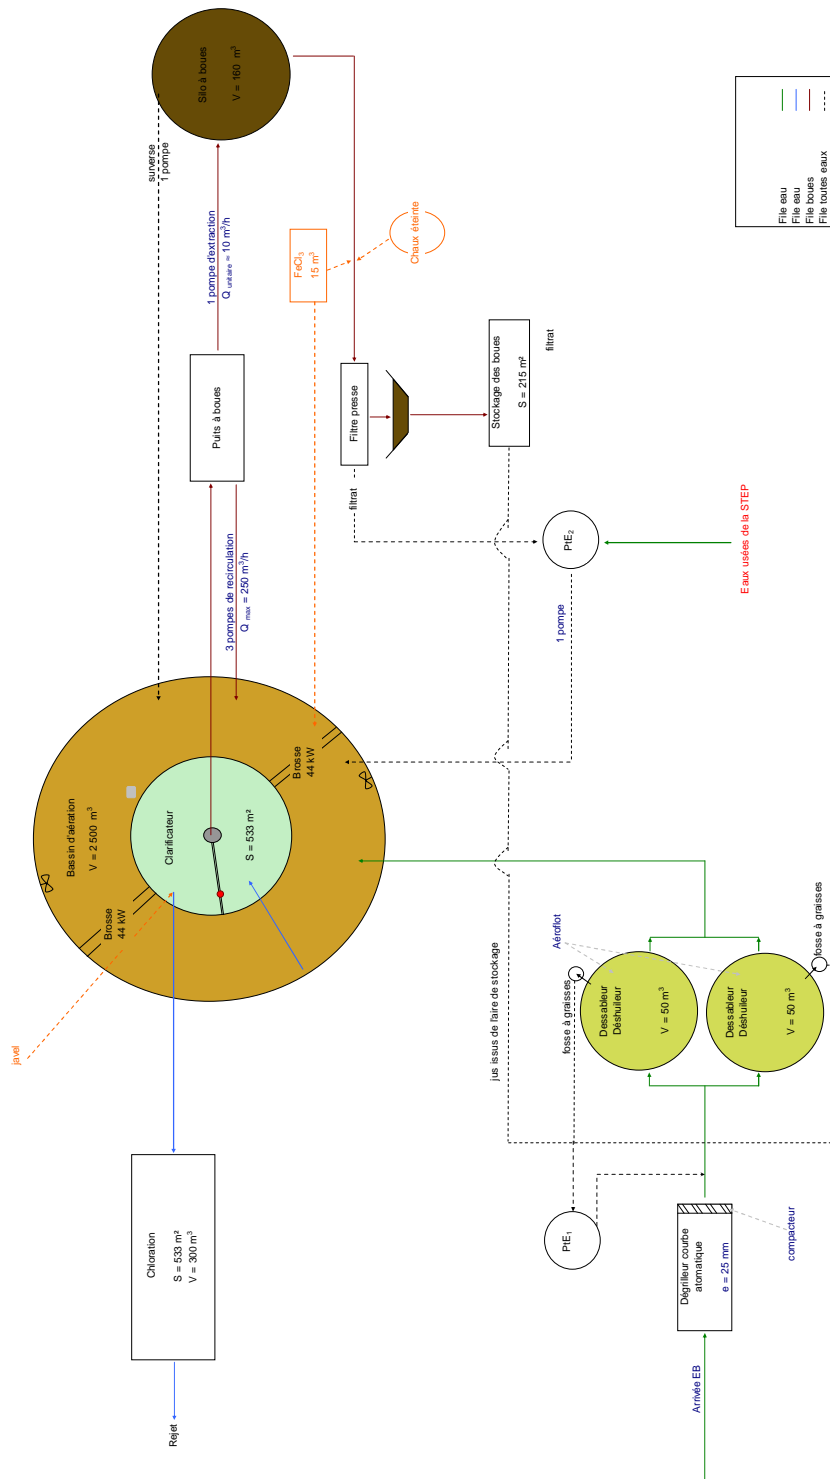 Silo à boues
V = 160 m³
surverse
1 pompe
1 pompe d'extraction
Q unitaire = 10 m³/h
FeCl₃
15 m³
Chaux éteinte
File eau
File eau
File boues
File toutes eaux
Puits à boues
Filtre presse
Stockage des boues
S = 215 m²
filtrat
filtrat
3 pompes de recirculation
Q max = 250 m³/h
PtE₂
Eaux usées de la STEP
1 pompe
Bassin d'aération
V = 2 500 m³
Brosse
44 kW
Clarificateur
S = 533 m²
Brosse
44 kW
javel
Aéroflot
fosse à graisses
fosse à graisses
Dessableur
Déshuileur
V = 50 m³
Dessableur
Déshuileur
V = 50 m³
jus issus de l'aire de stockage
Chloration
S = 533 m²
V = 300 m³
PtE₁
Dégrilleur courbe
atomatique
e = 25 mm
compacteur
Rejet
Arrivée EB